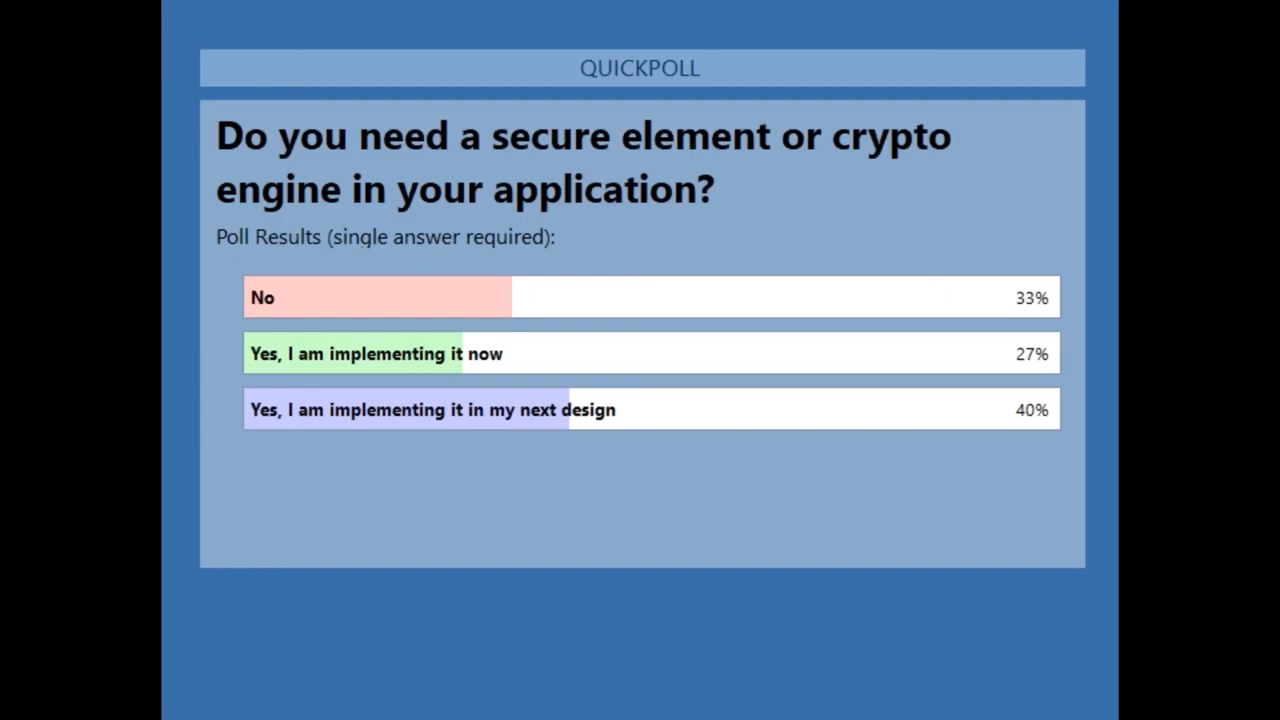 QUICKPOLL
Do you need a secure element or crypto
engine in your application?
Poll Results (single answer required):
No 33%
Yes, I am implementing it now 27%
Yes, I am implementing it in my next design 40%